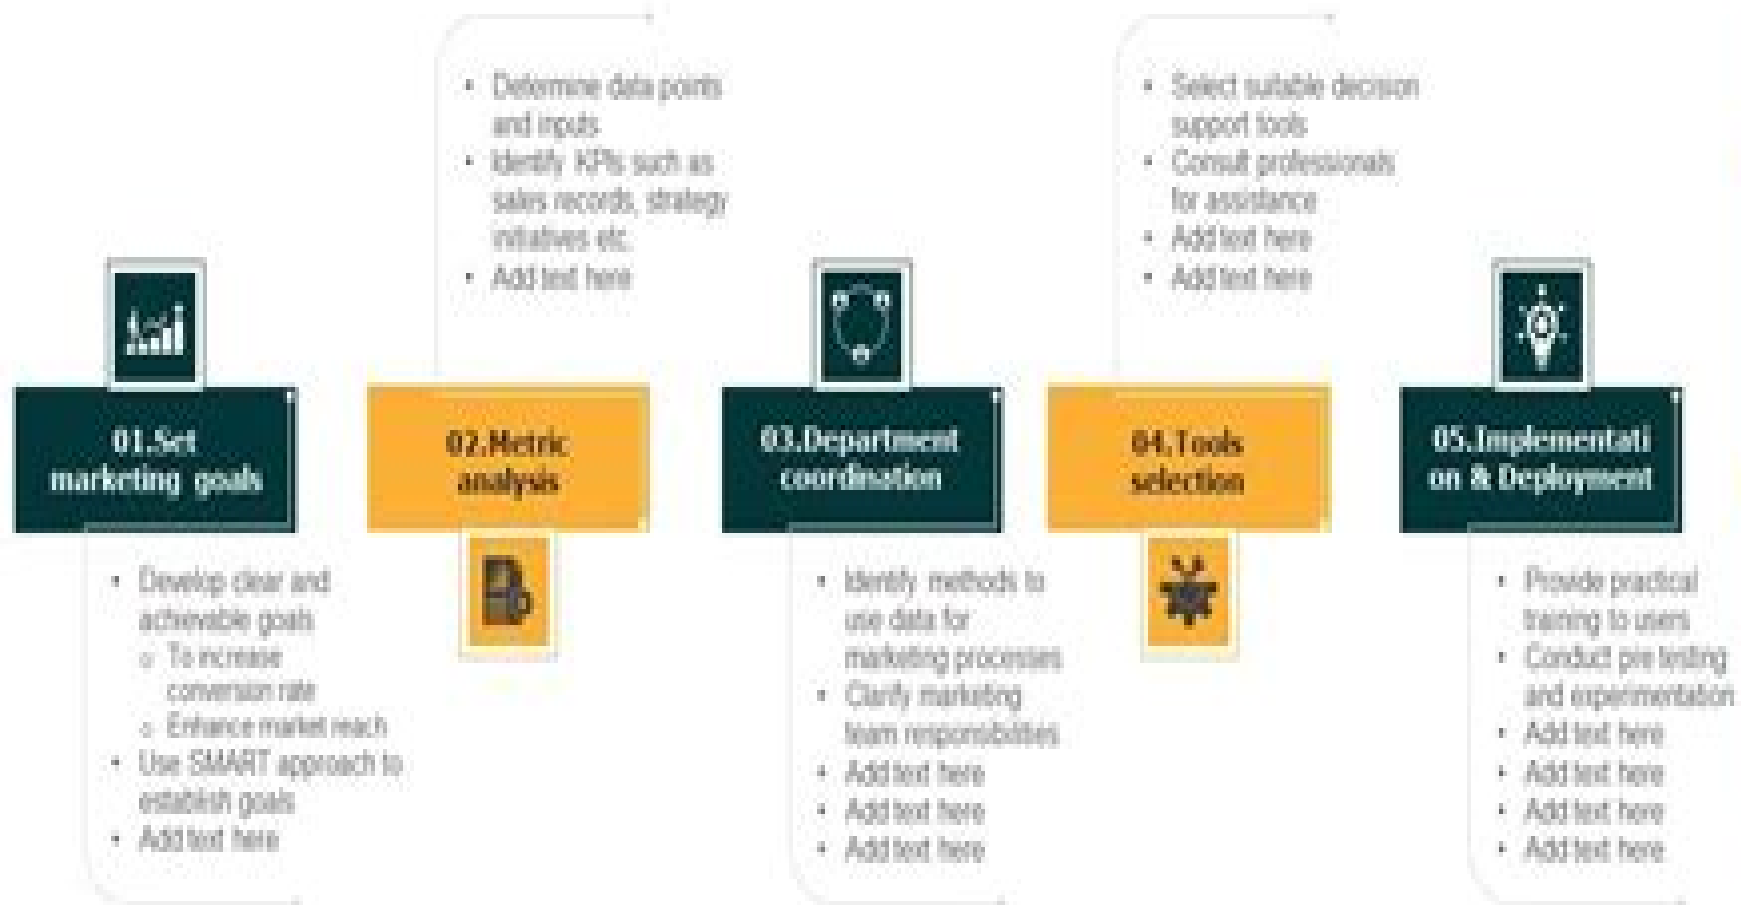 01.Set
marketing goals
• Develop clear and
achievable goals
o To increase
conversion rate
o Enhance market reach
• Use SMART approach to
establish goals
• Add text here
• Determine data points
and inputs
• Identify KPIs such as
sales records, strategy
initiatives etc.
• Add text here
02.Metric
analysis
03.Department
coordination
• Identify methods to
use data for
marketing processes
• Clarify marketing
team responsibilities
• Add text here
• Add text here
• Add text here
• Select suitable decision
support tools
• Consult professionals
for assistance
• Add text here
• Add text here
04.Tools
selection
05.Implementati
on & Deployment
• Provide practical
training to users
• Conduct pre testing
and experimentation
• Add text here
• Add text here
• Add text here
• Add text here